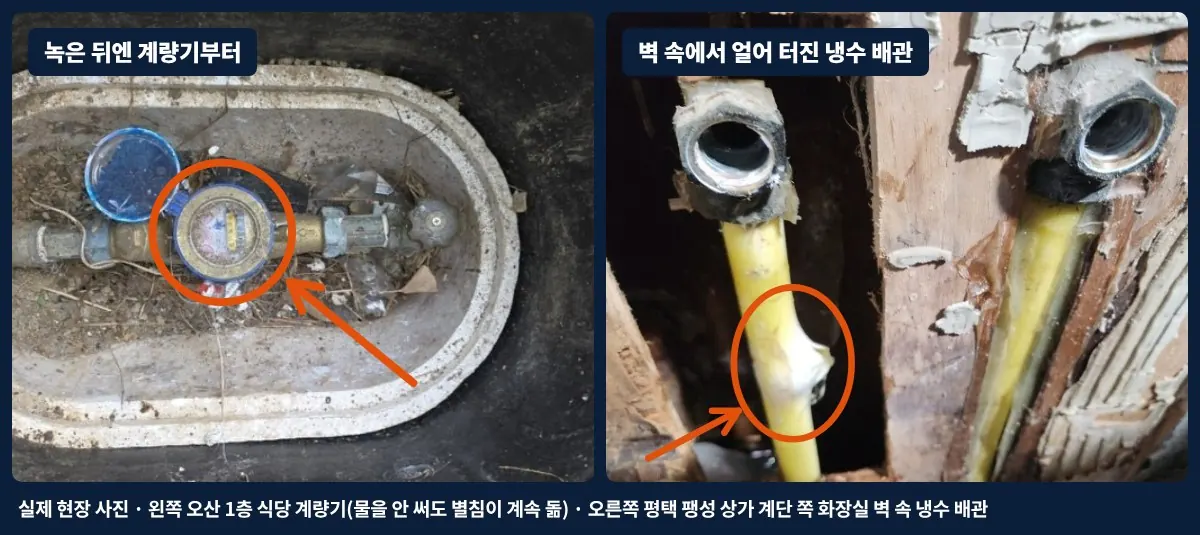 녹은 뒤엔 계량기부터
벽 속에서 얼어 터진 냉수 배관
실제 현장 사진 · 왼쪽 오산 1층 식당 계량기(물을 안 써도 별침이 계속 돎) · 오른쪽 평택 팽성 상가 계단 쪽 화장실 벽 속 냉수 배관